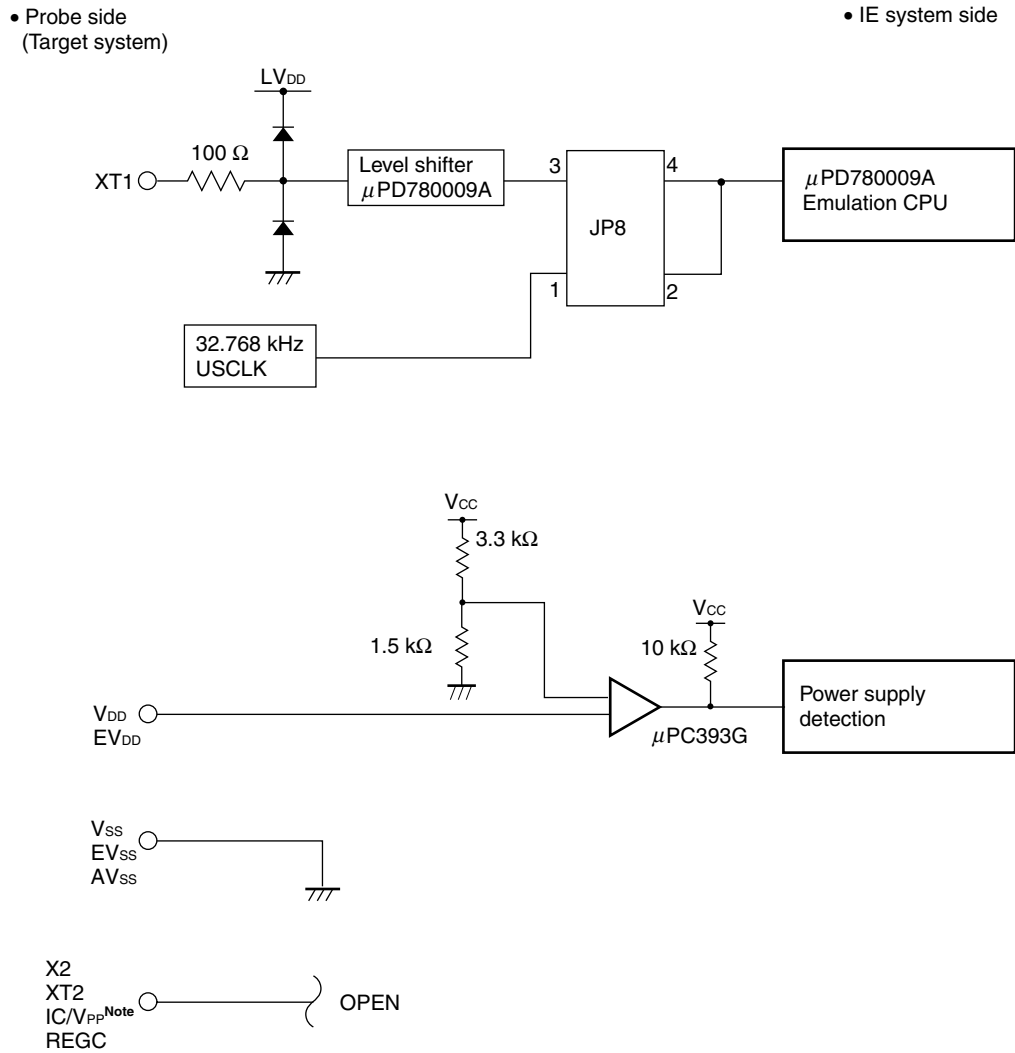 • Probe side
(Target system)
• IE system side
LVDD
100 Ω
XT1
Level shifter
μPD780009A
3
4
JP8
1
2
μPD780009A
Emulation CPU
32.768 kHz
USCLK
VCC
3.3 kΩ
1.5 kΩ
VCC
10 kΩ
VDD
EVDD
μPC393G
Power supply
detection
VSS
EVSS
AVSS
X2
XT2
IC/VPPNote
REGC
OPEN